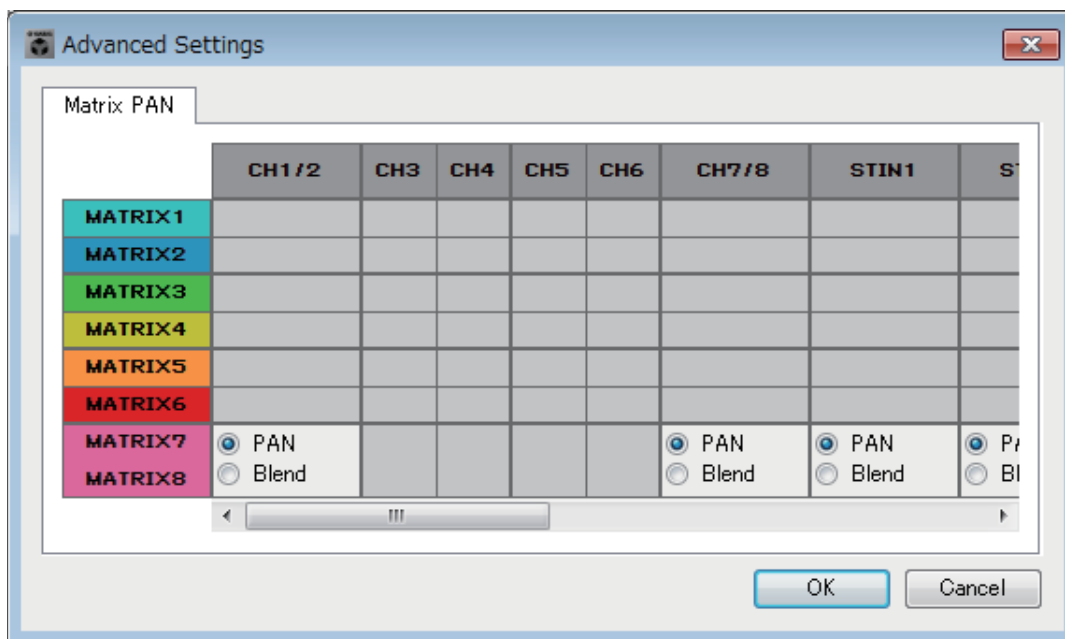 Advanced Settings
Matrix PAN
CH1/2 CH3 CH4 CH5 CH6 CH7/8 STIN1
MATRIX1
MATRIX2
MATRIX3
MATRIX4
MATRIX5
MATRIX6
MATRIX7 PAN PAN PAN
MATRIX8 Blend Blend Blend
OK Cancel